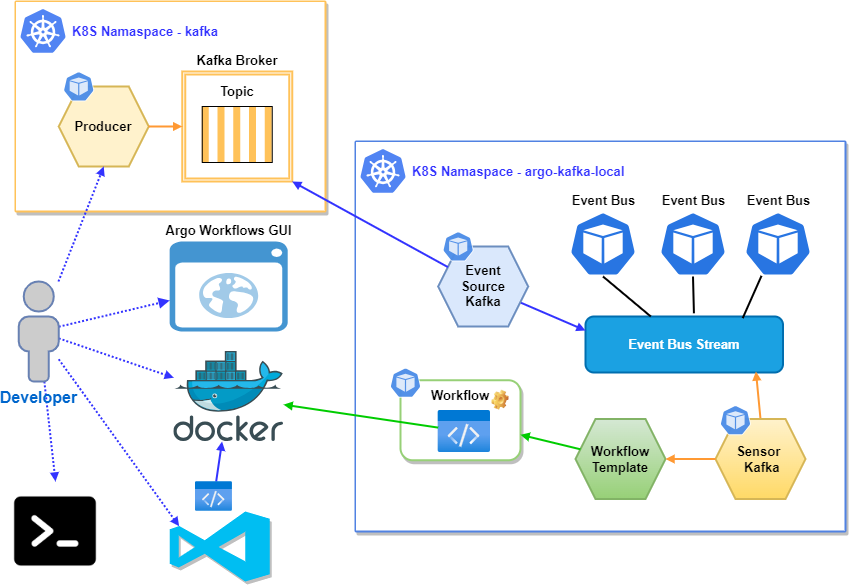 K8S Namaspace - kafka
Kafka Broker
Topic
Producer
K8S Namaspace - argo-kafka-local
Event Bus
Event Bus
Event Bus
Argo Workflows GUI
Event
Source
Kafka
Event Bus Stream
Developer
docker
Workflow
</>
Workflow
Template
Sensor
Kafka
</>
>_